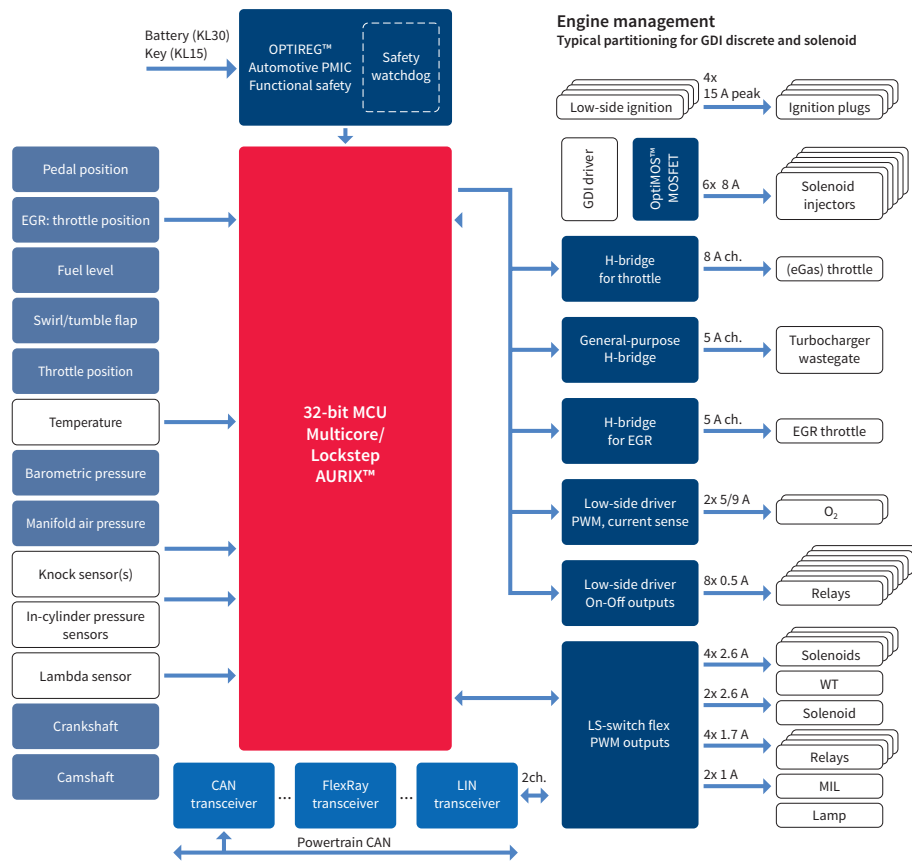 Engine management
Typical partitioning for GDI discrete and solenoid
Battery (KL30)
Key (KL15)
OPTIREG™
Automotive PMIC
Functional safety
Safety
watchdog
Pedal position
EGR: throttle position
Fuel level
Swirl/tumble flap
Throttle position
Temperature
Barometric pressure
Manifold air pressure
Knock sensor(s)
In-cylinder pressure
sensors
Lambda sensor
Crankshaft
Camshaft
32-bit MCU
Multicore/
Lockstep
AURIX™
Low-side ignition
4x
15 A peak
Ignition plugs
GDI driver
OptiMOS™
MOSFET
6x 8 A
Solenoid
injectors
H-bridge
for throttle
8 A ch.
(eGas) throttle
General-purpose
H-bridge
5 A ch.
Turbocharger
wastegate
H-bridge
for EGR
5 A ch.
EGR throttle
Low-side driver
PWM, current sense
2x 5/9 A
O₂
Low-side driver
On-Off outputs
8x 0.5 A
Relays
LS-switch flex
PWM outputs
4x 2.6 A
Solenoids
WT
2x 2.6 A
Solenoid
4x 1.7 A
Relays
2x 1 A
MIL
Lamp
CAN
transceiver
...
FlexRay
transceiver
...
LIN
transceiver
2ch.
Powertrain CAN